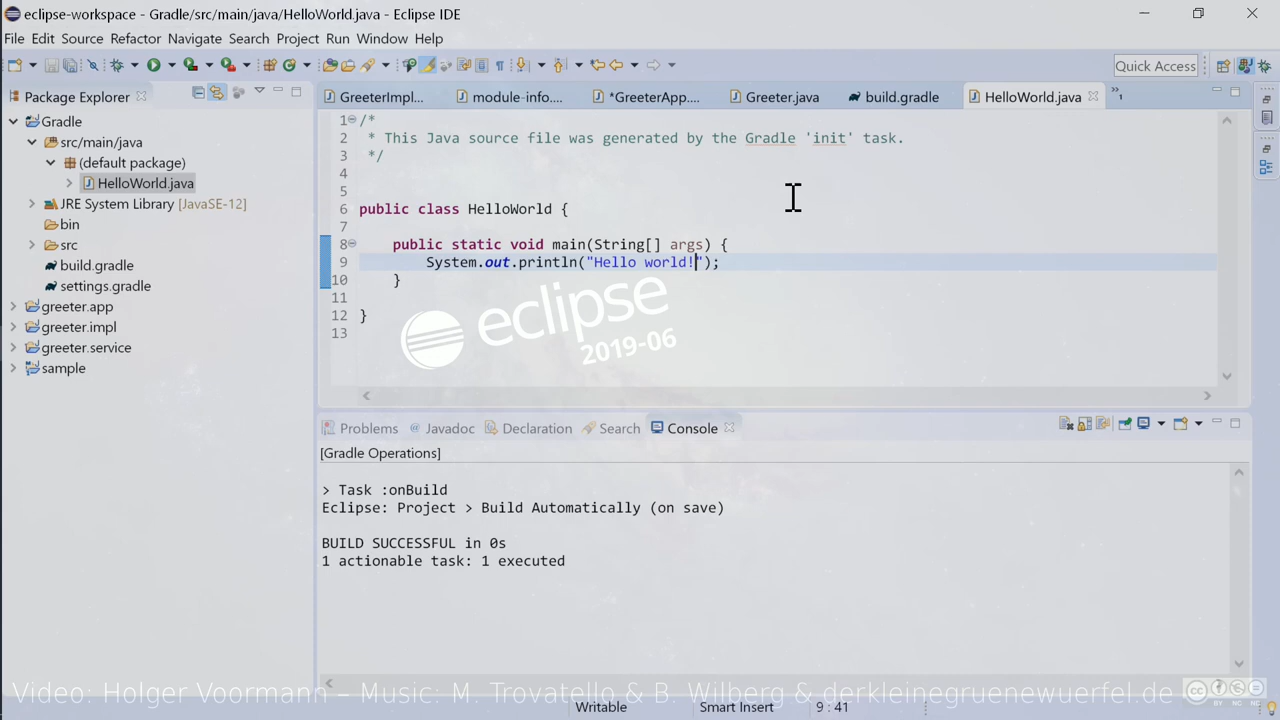 eclipse-workspace - Gradle/src/main/java/HelloWorld.java - Eclipse IDE
File Edit Source Refactor Navigate Search Project Run Window Help
Quick Access
Package Explorer
Gradle
src/main/java
(default package)
HelloWorld.java
JRE System Library [JavaSE-12]
bin
src
build.gradle
settings.gradle
greeter.app
greeter.impl
greeter.service
sample
GreeterImpl... module-info.... *GreeterApp.... Greeter.java build.gradle HelloWorld.java »1
1 /*
2 * This Java source file was generated by the Gradle 'init' task.
3 */
4
5
6 public class HelloWorld {
7
8 public static void main(String[] args) {
9 System.out.println("Hello world!");
10 }
11
12 }
13
eclipse
2019-06
Problems @ Javadoc Declaration Search Console
[Gradle Operations]
> Task :onBuild
Eclipse: Project > Build Automatically (on save)
BUILD SUCCESSFUL in 0s
1 actionable task: 1 executed
Video: Holger Voormann – Music: M. Trovatello & B. Wilberg & derkleinegruenewuerfel.de
cc BY NC NC
Writable Smart Insert 9 : 41